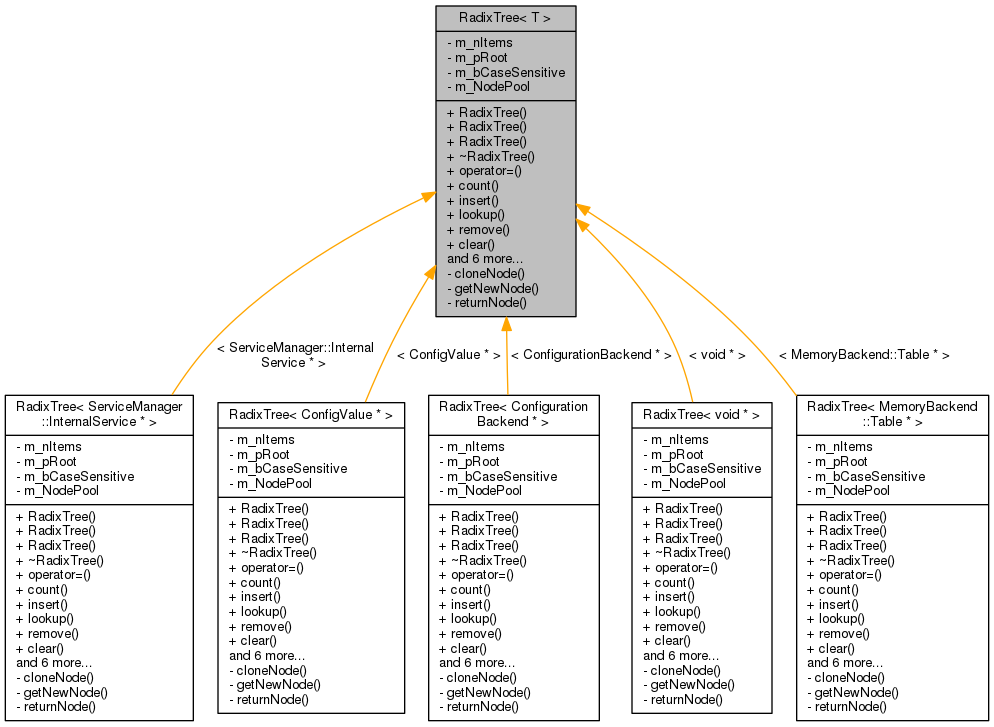 RadixTree< T >
- m_nItems
- m_pRoot
- m_bCaseSensitive
- m_NodePool
+ RadixTree()
+ RadixTree()
+ RadixTree()
+ ~RadixTree()
+ operator=()
+ count()
+ insert()
+ lookup()
+ remove()
+ clear()
and 6 more...
- cloneNode()
- getNewNode()
- returnNode()
< ServiceManager::Internal
Service * >
< ConfigValue * >
< ConfigurationBackend * >
< void * >
< MemoryBackend::Table * >
RadixTree< ServiceManager
::InternalService * >
- m_nItems
- m_pRoot
- m_bCaseSensitive
- m_NodePool
+ RadixTree()
+ RadixTree()
+ RadixTree()
+ ~RadixTree()
+ operator=()
+ count()
+ insert()
+ lookup()
+ remove()
+ clear()
and 6 more...
- cloneNode()
- getNewNode()
- returnNode()
RadixTree< ConfigValue * >
- m_nItems
- m_pRoot
- m_bCaseSensitive
- m_NodePool
+ RadixTree()
+ RadixTree()
+ RadixTree()
+ ~RadixTree()
+ operator=()
+ count()
+ insert()
+ lookup()
+ remove()
+ clear()
and 6 more...
- cloneNode()
- getNewNode()
- returnNode()
RadixTree< Configuration
Backend * >
- m_nItems
- m_pRoot
- m_bCaseSensitive
- m_NodePool
+ RadixTree()
+ RadixTree()
+ RadixTree()
+ ~RadixTree()
+ operator=()
+ count()
+ insert()
+ lookup()
+ remove()
+ clear()
and 6 more...
- cloneNode()
- getNewNode()
- returnNode()
RadixTree< void * >
- m_nItems
- m_pRoot
- m_bCaseSensitive
- m_NodePool
+ RadixTree()
+ RadixTree()
+ RadixTree()
+ ~RadixTree()
+ operator=()
+ count()
+ insert()
+ lookup()
+ remove()
+ clear()
and 6 more...
- cloneNode()
- getNewNode()
- returnNode()
RadixTree< MemoryBackend
::Table * >
- m_nItems
- m_pRoot
- m_bCaseSensitive
- m_NodePool
+ RadixTree()
+ RadixTree()
+ RadixTree()
+ ~RadixTree()
+ operator=()
+ count()
+ insert()
+ lookup()
+ remove()
+ clear()
and 6 more...
- cloneNode()
- getNewNode()
- returnNode()